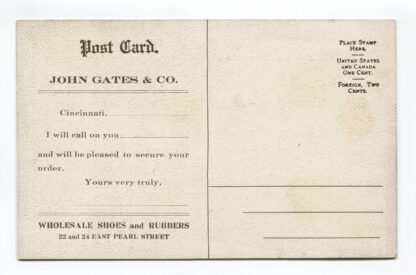 Post Card.
JOHN GATES & CO.
Cincinnati.
I will call on you
and will be pleased to secure your
order.
Yours very truly,
WHOLESALE SHOES and RUBBERS
22 and 24 EAST PEARL STREET
PLACE STAMP
HERE.
UNITED STATES
AND CANADA
ONE CENT.
FOREIGN, TWO
CENTS.